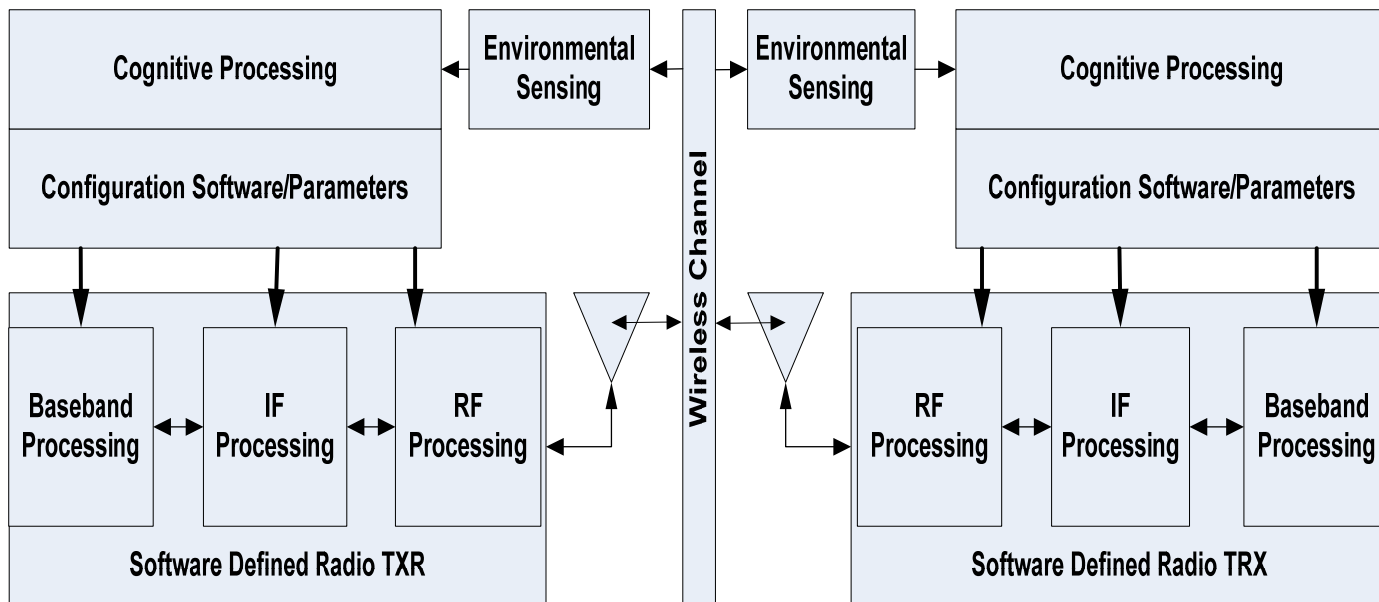 Cognitive Processing
Environmental
Sensing
Environmental
Sensing
Cognitive Processing
Configuration Software/Parameters
Wireless Channel
Configuration Software/Parameters
Baseband
Processing
IF
Processing
RF
Processing
RF
Processing
IF
Processing
Baseband
Processing
Software Defined Radio TXR
Software Defined Radio TRX